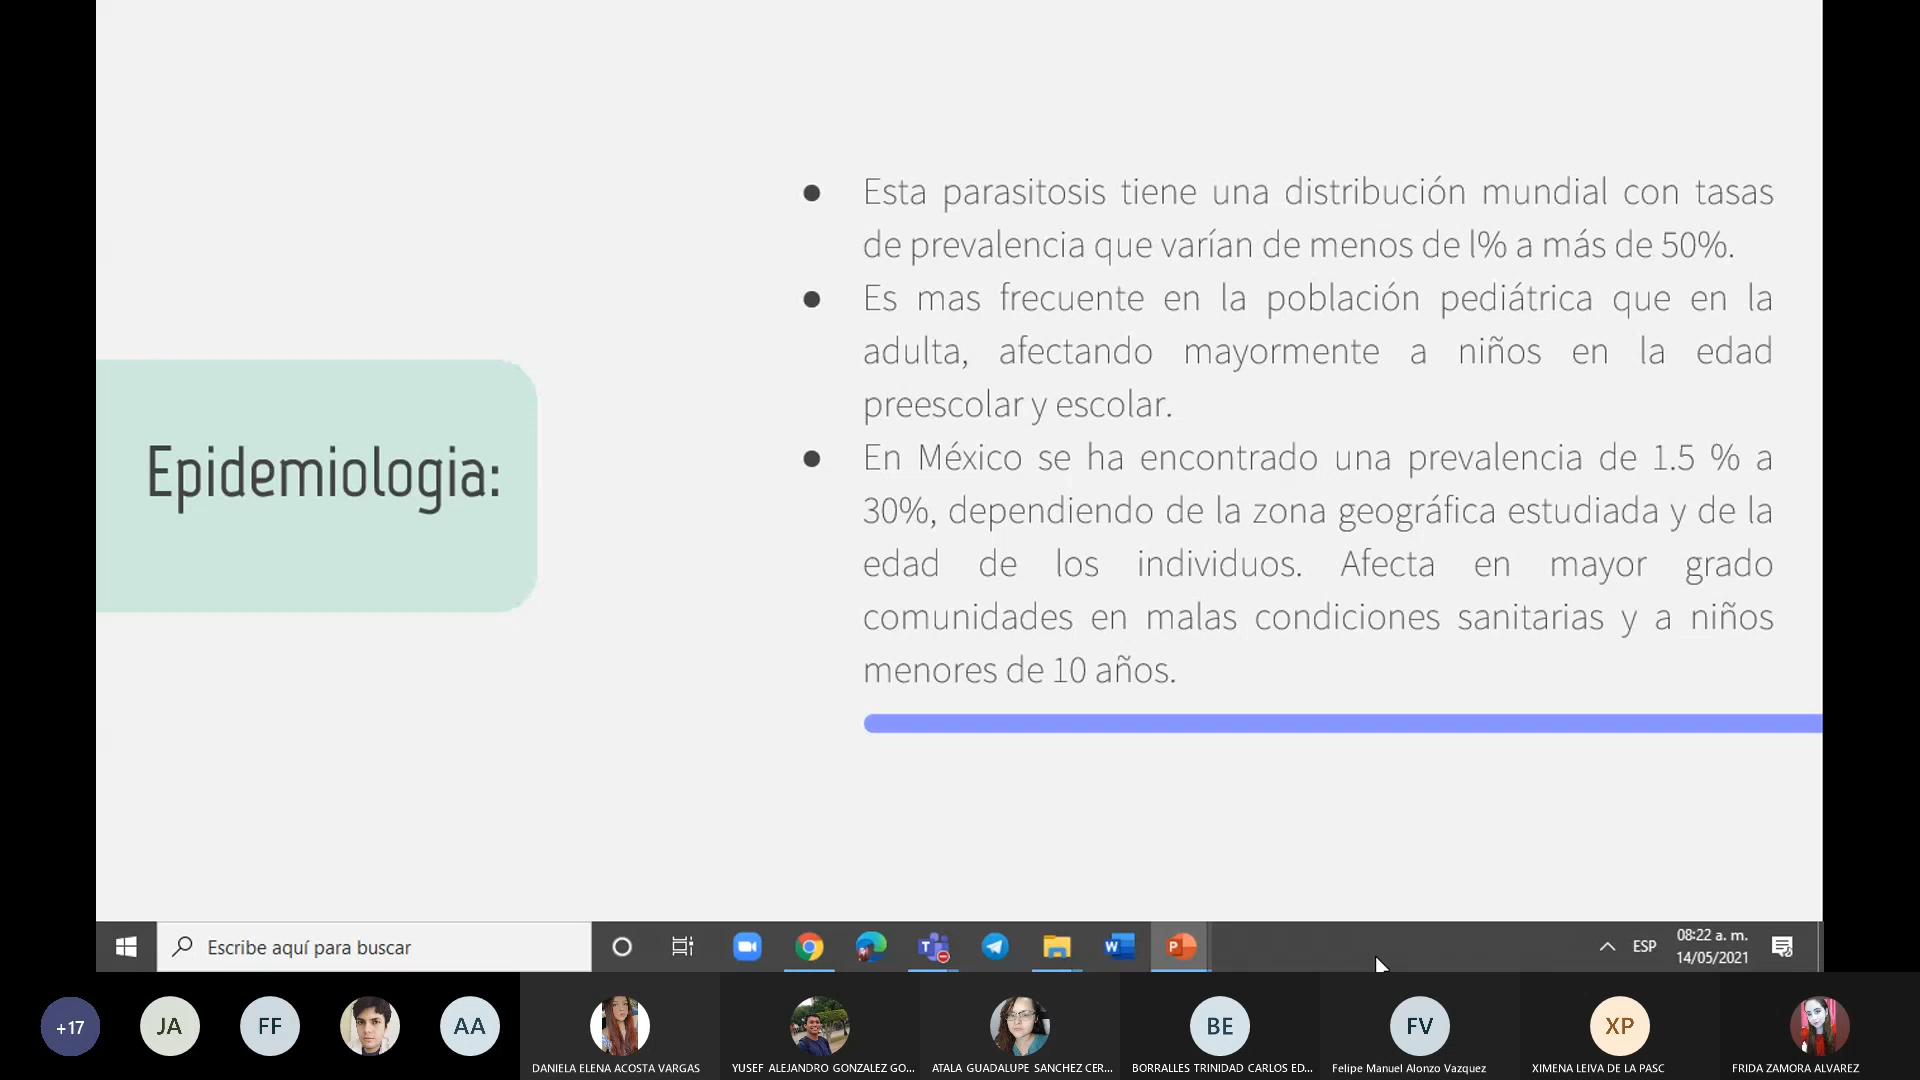 Esta parasitosis tiene una distribución mundial con tasas
de prevalencia que varían de menos de l% a más de 50%.
Es mas frecuente en la población pediátrica que en la
adulta, afectando mayormente a niños en la edad
preescolar y escolar.
En México se ha encontrado una prevalencia de 1.5 % a
30%, dependiendo de la zona geográfica estudiada y de la
edad de los individuos. Afecta en mayor grado
comunidades en malas condiciones sanitarias y a niños
menores de 10 años.
Epidemiologia:
Escribe aquí para buscar
ESP
08:22 a. m.
14/05/2021
+17
JA
FF
AA
BE
FV
XP
DANIELA ELENA ACOSTA VARGAS
YUSEF ALEJANDRO GONZALEZ GO...
ATALA GUADALUPE SANCHEZ CER...
BORRALLES TRINIDAD CARLOS ED...
Felipe Manuel Alonzo Vazquez
XIMENA LEIVA DE LA PASC
FRIDA ZAMORA ALVAREZ